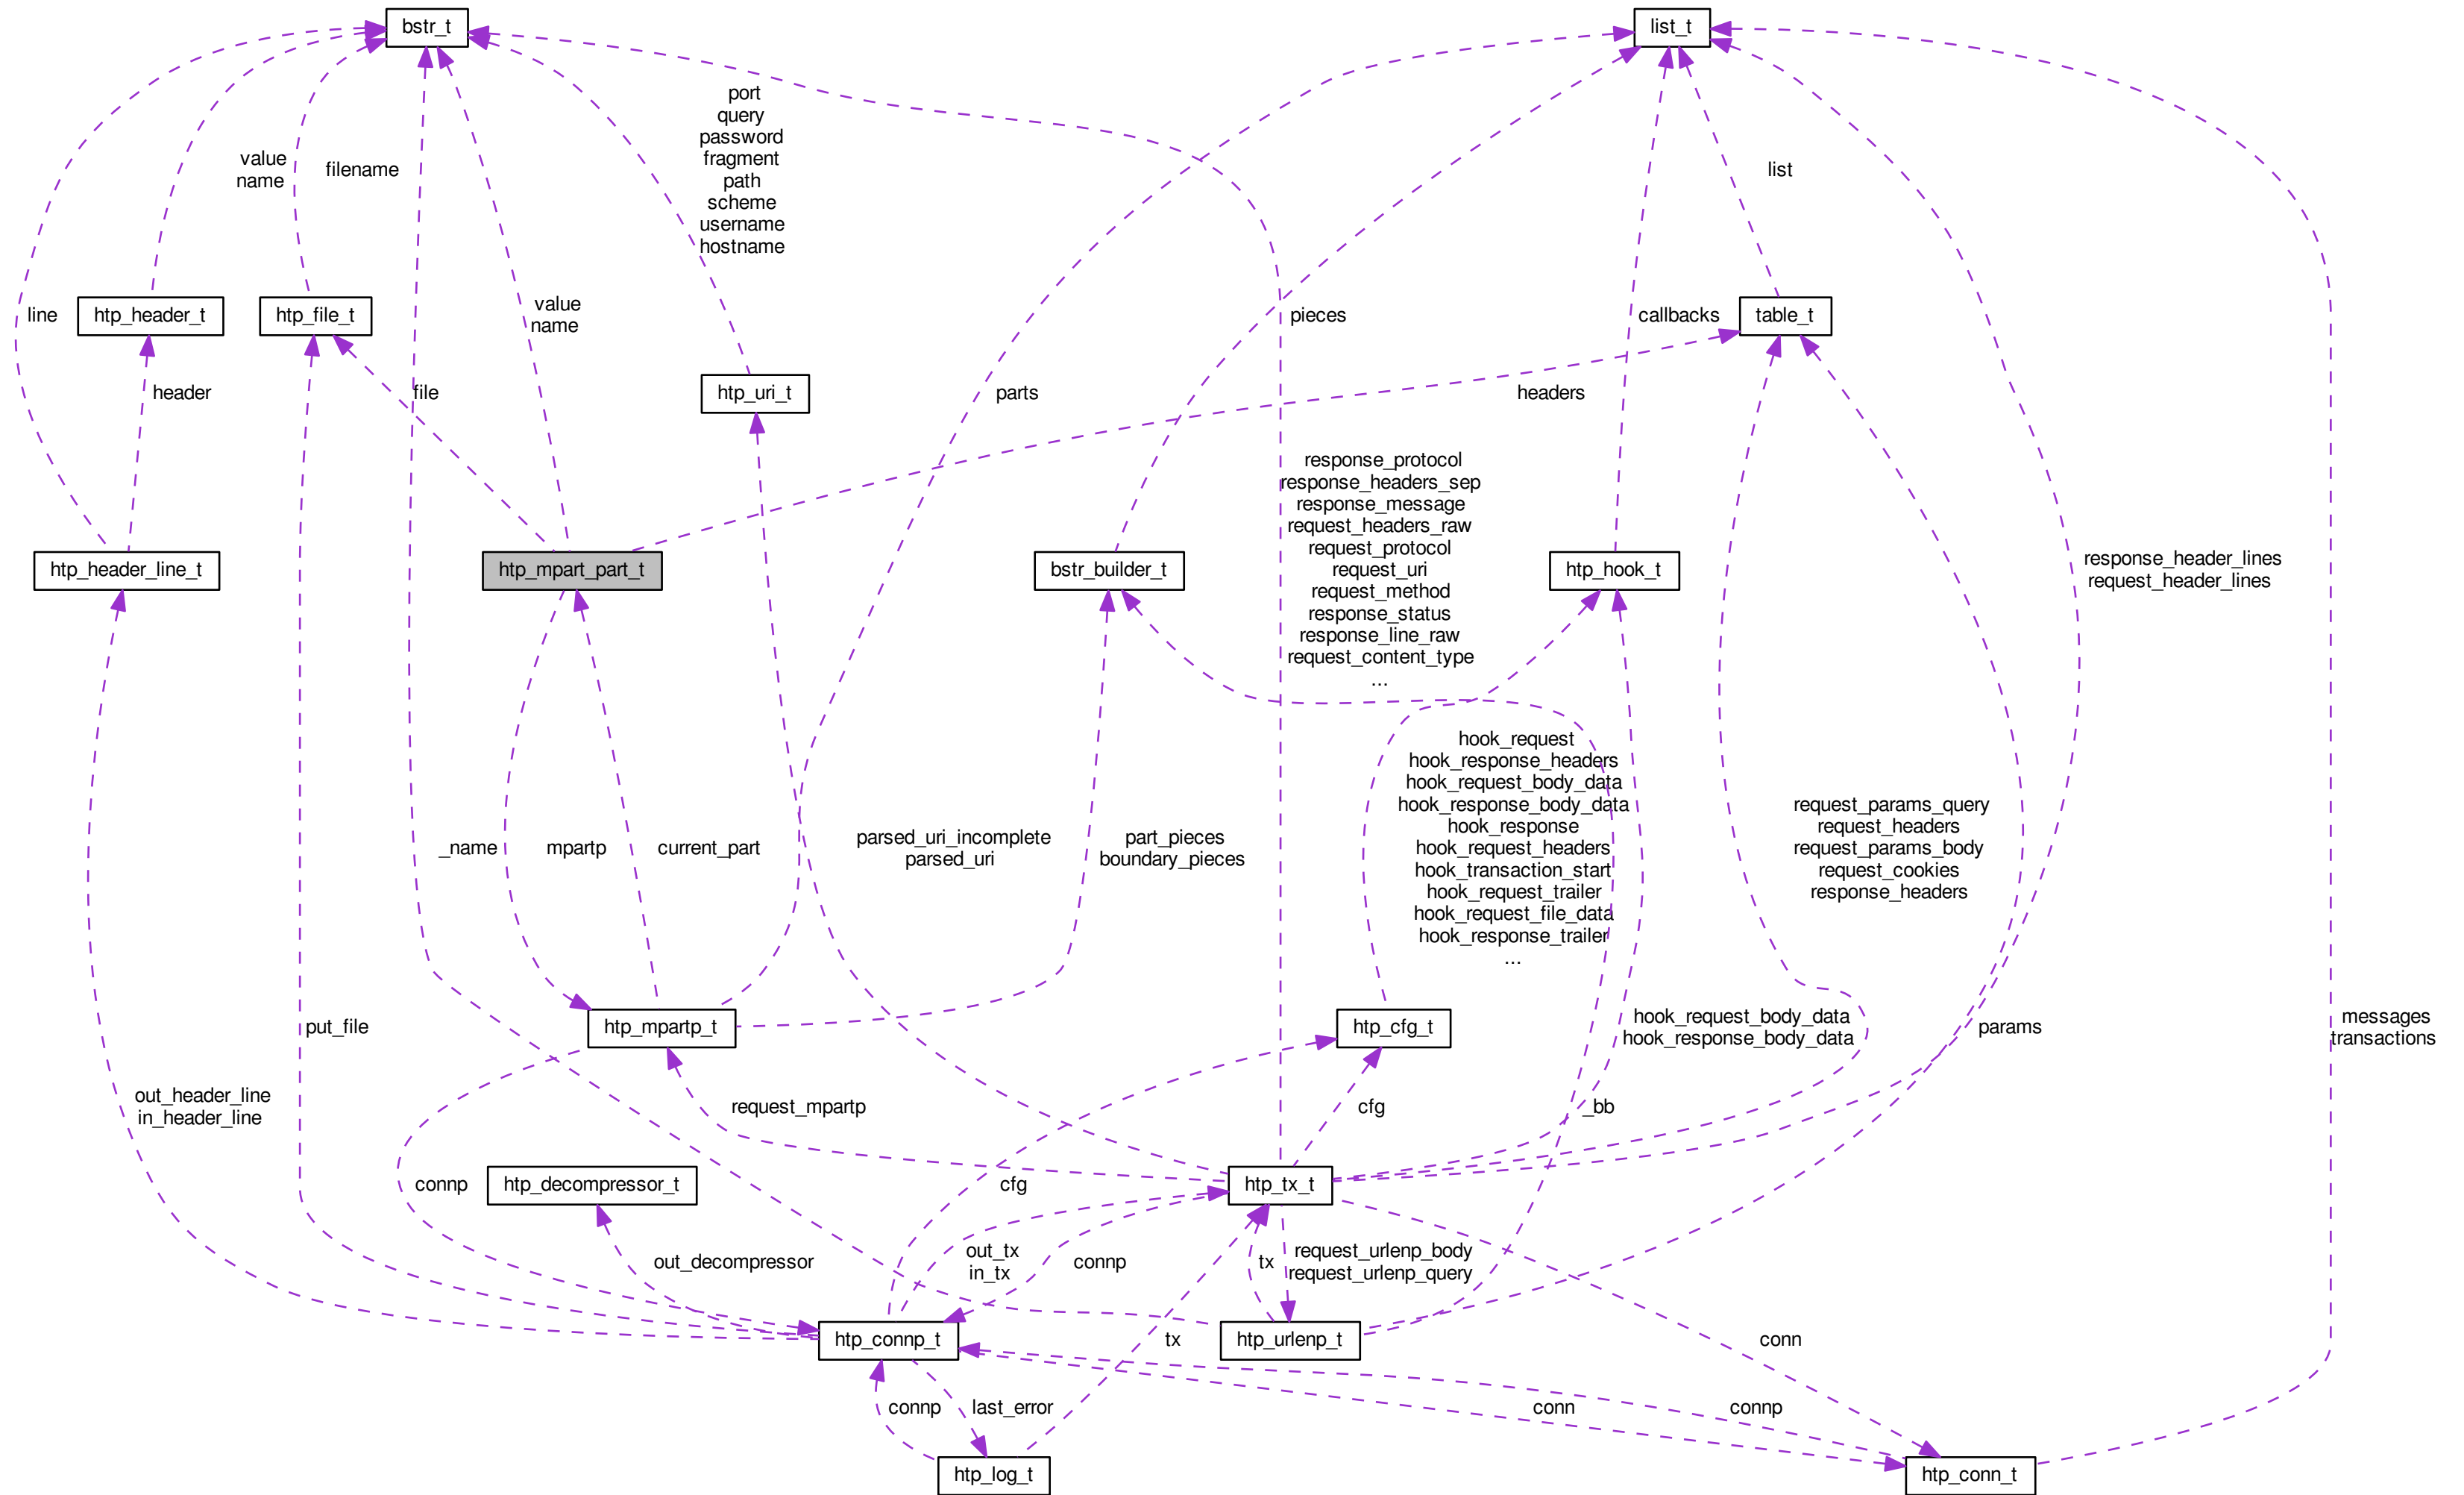 bstr_t
list_t
port
query
password
fragment
path
scheme
username
hostname
value
name
filename
list
line
htp_header_t
htp_file_t
value
name
pieces
callbacks
table_t
header
file
htp_uri_t
parts
headers
response_protocol
response_headers_sep
response_message
request_headers_raw
request_protocol
request_uri
request_method
response_status
response_line_raw
request_content_type
...
htp_header_line_t
htp_mpart_part_t
bstr_builder_t
htp_hook_t
response_header_lines
request_header_lines
hook_request
hook_response_headers
hook_request_body_data
hook_response_body_data
hook_response
hook_request_headers
hook_transaction_start
hook_request_trailer
hook_request_file_data
hook_response_trailer
...
_name
mpartp
current_part
parsed_uri_incomplete
parsed_uri
part_pieces
boundary_pieces
request_params_query
request_headers
request_params_body
request_cookies
response_headers
put_file
htp_mpartp_t
htp_cfg_t
hook_request_body_data
hook_response_body_data
params
messages
transactions
out_header_line
in_header_line
request_mpartp
cfg
_bb
connp
htp_decompressor_t
cfg
htp_tx_t
out_decompressor
out_tx
in_tx
connp
tx
request_urlenp_body
request_urlenp_query
htp_connp_t
tx
htp_urlenp_t
conn
connp
last_error
conn
connp
htp_log_t
htp_conn_t